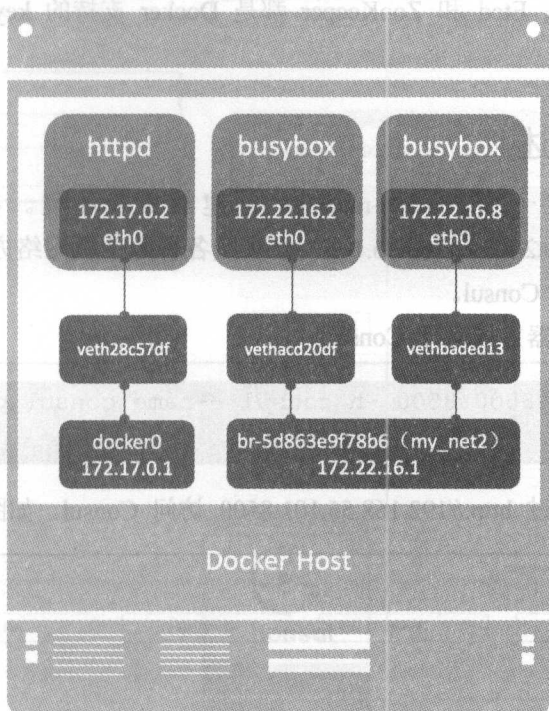 httpd
busybox
busybox
172.17.0.2
eth0
172.22.16.2
eth0
172.22.16.8
eth0
veth28c57df
vethacd20df
vethbaded13
docker0
172.17.0.1
br-5d863e9f78b6（my_net2）
172.22.16.1
Docker Host